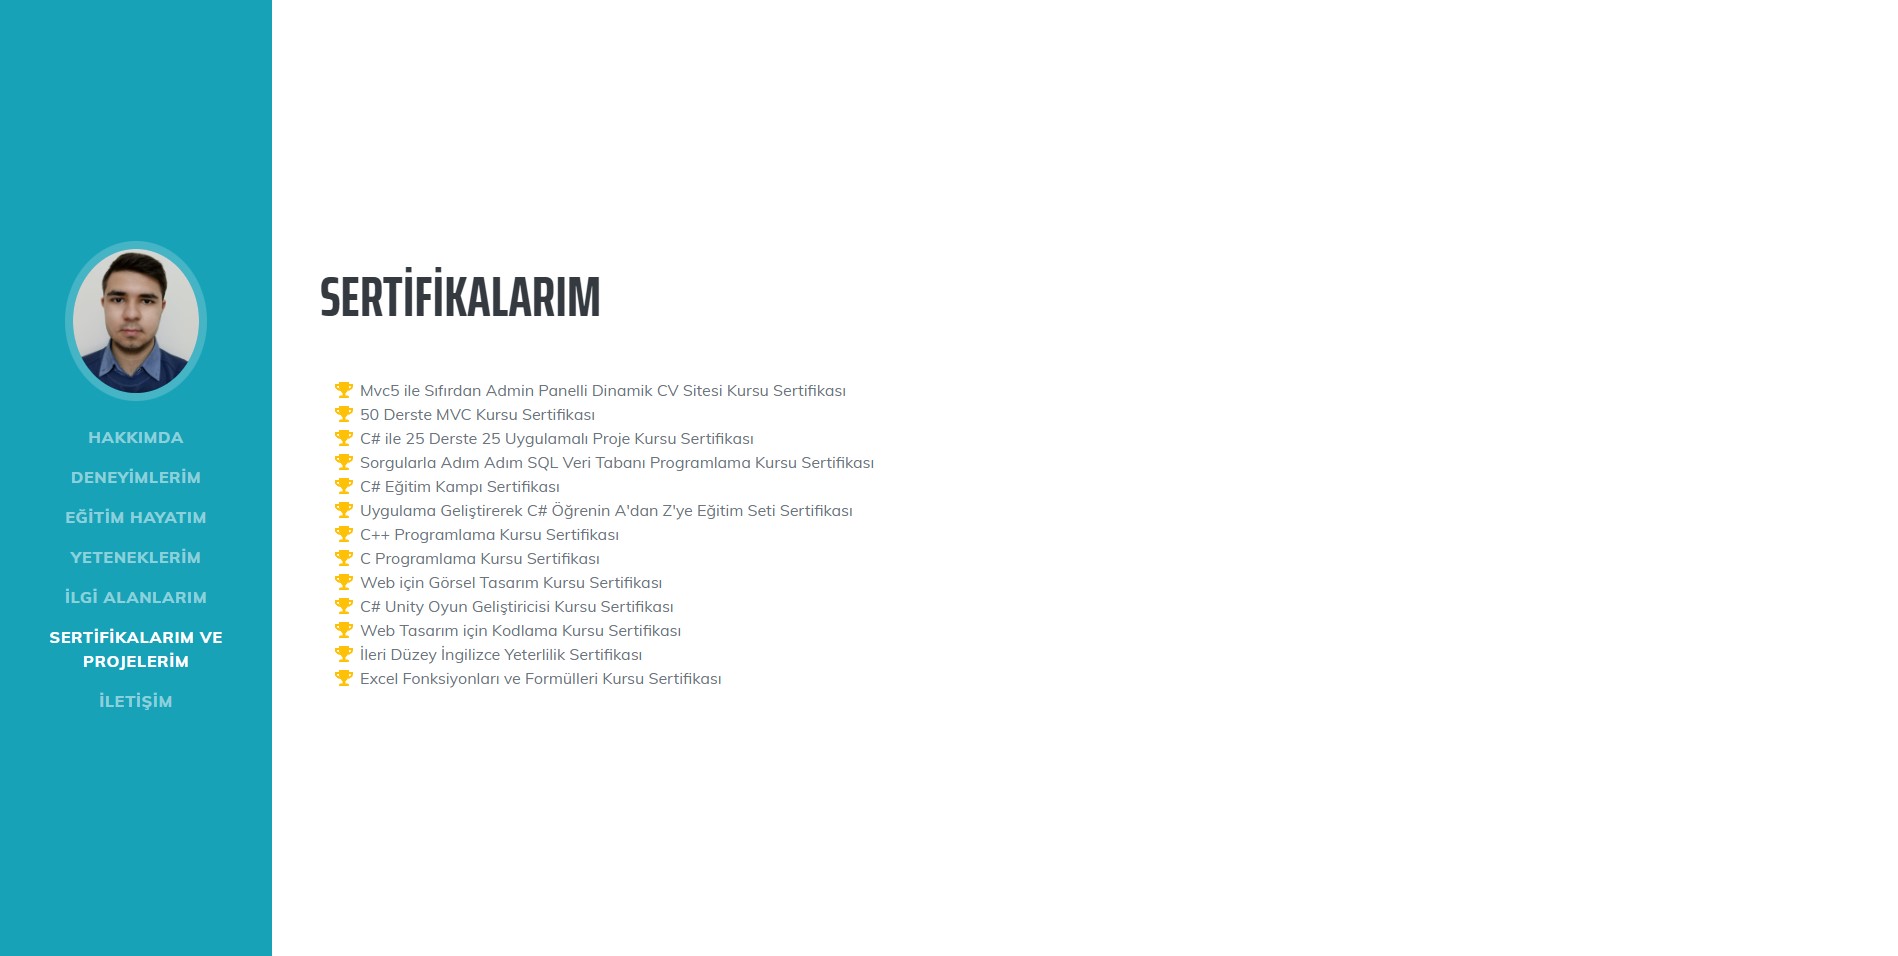 HAKKIMDA
DENEYİMLERİM
EĞİTİM HAYATIM
YETENEKLERİM
İLGİ ALANLARIM
SERTİFİKALARIM VE
PROJELERİM
İLETİŞİM
SERTİFİKALARIM
Mvc5 ile Sıfırdan Admin Panelli Dinamik CV Sitesi Kursu Sertifikası
50 Derste MVC Kursu Sertifikası
C# ile 25 Derste 25 Uygulamalı Proje Kursu Sertifikası
Sorgularla Adım Adım SQL Veri Tabanı Programlama Kursu Sertifikası
C# Eğitim Kampı Sertifikası
Uygulama Geliştirerek C# Öğrenin A'dan Z'ye Eğitim Seti Sertifikası
C++ Programlama Kursu Sertifikası
C Programlama Kursu Sertifikası
Web için Görsel Tasarım Kursu Sertifikası
C# Unity Oyun Geliştiricisi Kursu Sertifikası
Web Tasarım için Kodlama Kursu Sertifikası
İleri Düzey İngilizce Yeterlilik Sertifikası
Excel Fonksiyonları ve Formülleri Kursu Sertifikası